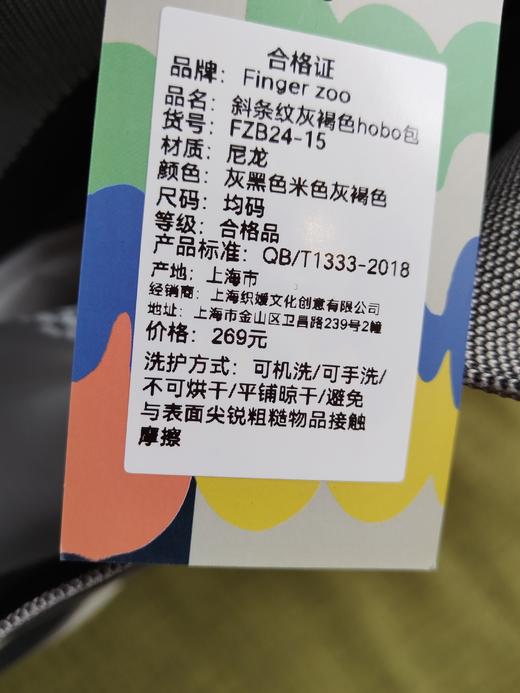 合格证
品牌：Finger zoo
品名：斜条纹灰褐色hobo包
货号：FZB24-15
材质：尼龙
颜色：灰黑色米色灰褐色
尺码：均码
等级：合格品
产品标准：QB/T1333-2018
产地：上海市
经销商：上海织嫒文化创意有限公司
地址：上海市金山区卫昌路239号2幢
价格：269元
洗护方式：可机洗/可手洗/
不可烘干/平铺晾干/避免
与表面尖锐粗糙物品接触
摩擦